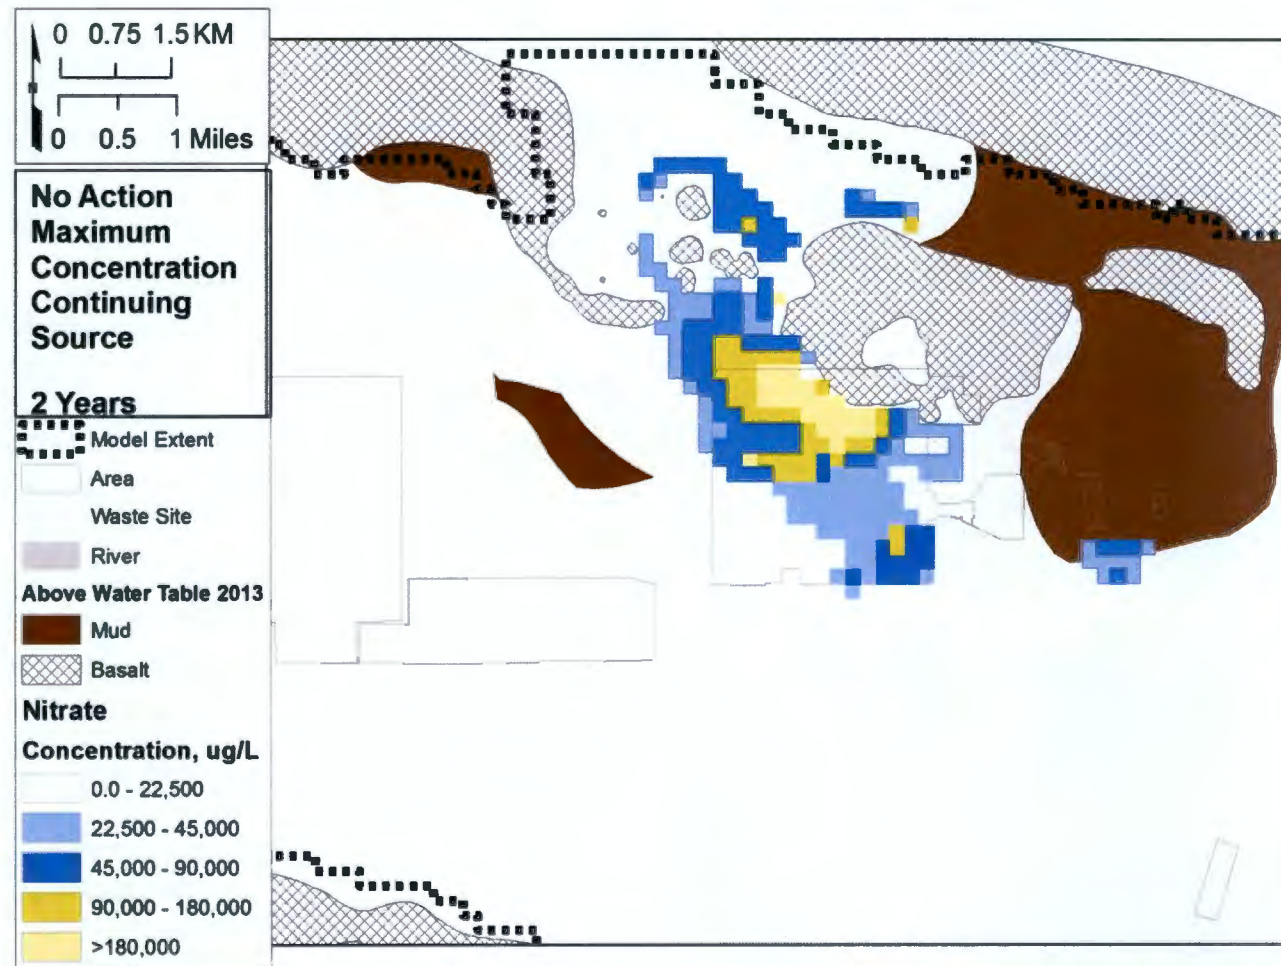 0 0.75 1.5 KM
0 0.5 1 Miles
No Action
Maximum
Concentration
Continuing
Source
2 Years
Model Extent
Area
Waste Site
River
Above Water Table 2013
Mud
Basalt
Nitrate
Concentration, ug/L
0.0 - 22,500
22,500 - 45,000
45,000 - 90,000
90,000 - 180,000
>180,000